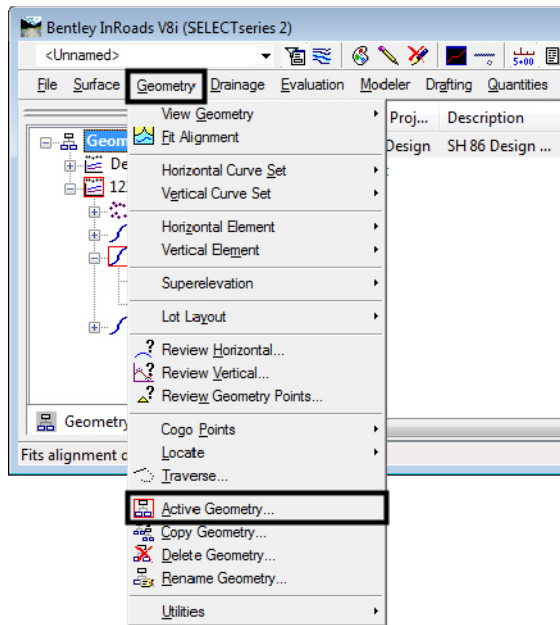 Bentley InRoads V8i (SELECTseries 2)
<Unnamed>
5+00
File Surface Geometry Drainage Evaluation Modeler Drafting Quantities
View Geometry
Proj... Description
Geom
Fit Alignment
Design SH 86 Design ...
De
Horizontal Curve Set
12
Vertical Curve Set
Horizontal Element
Vertical Element
Superelevation
Lot Layout
Review Horizontal...
Review Vertical...
Review Geometry Points...
Geometry
Cogo Points
Locate
Fits alignment
Traverse...
Active Geometry...
Copy Geometry...
Delete Geometry...
Rename Geometry...
Utilities